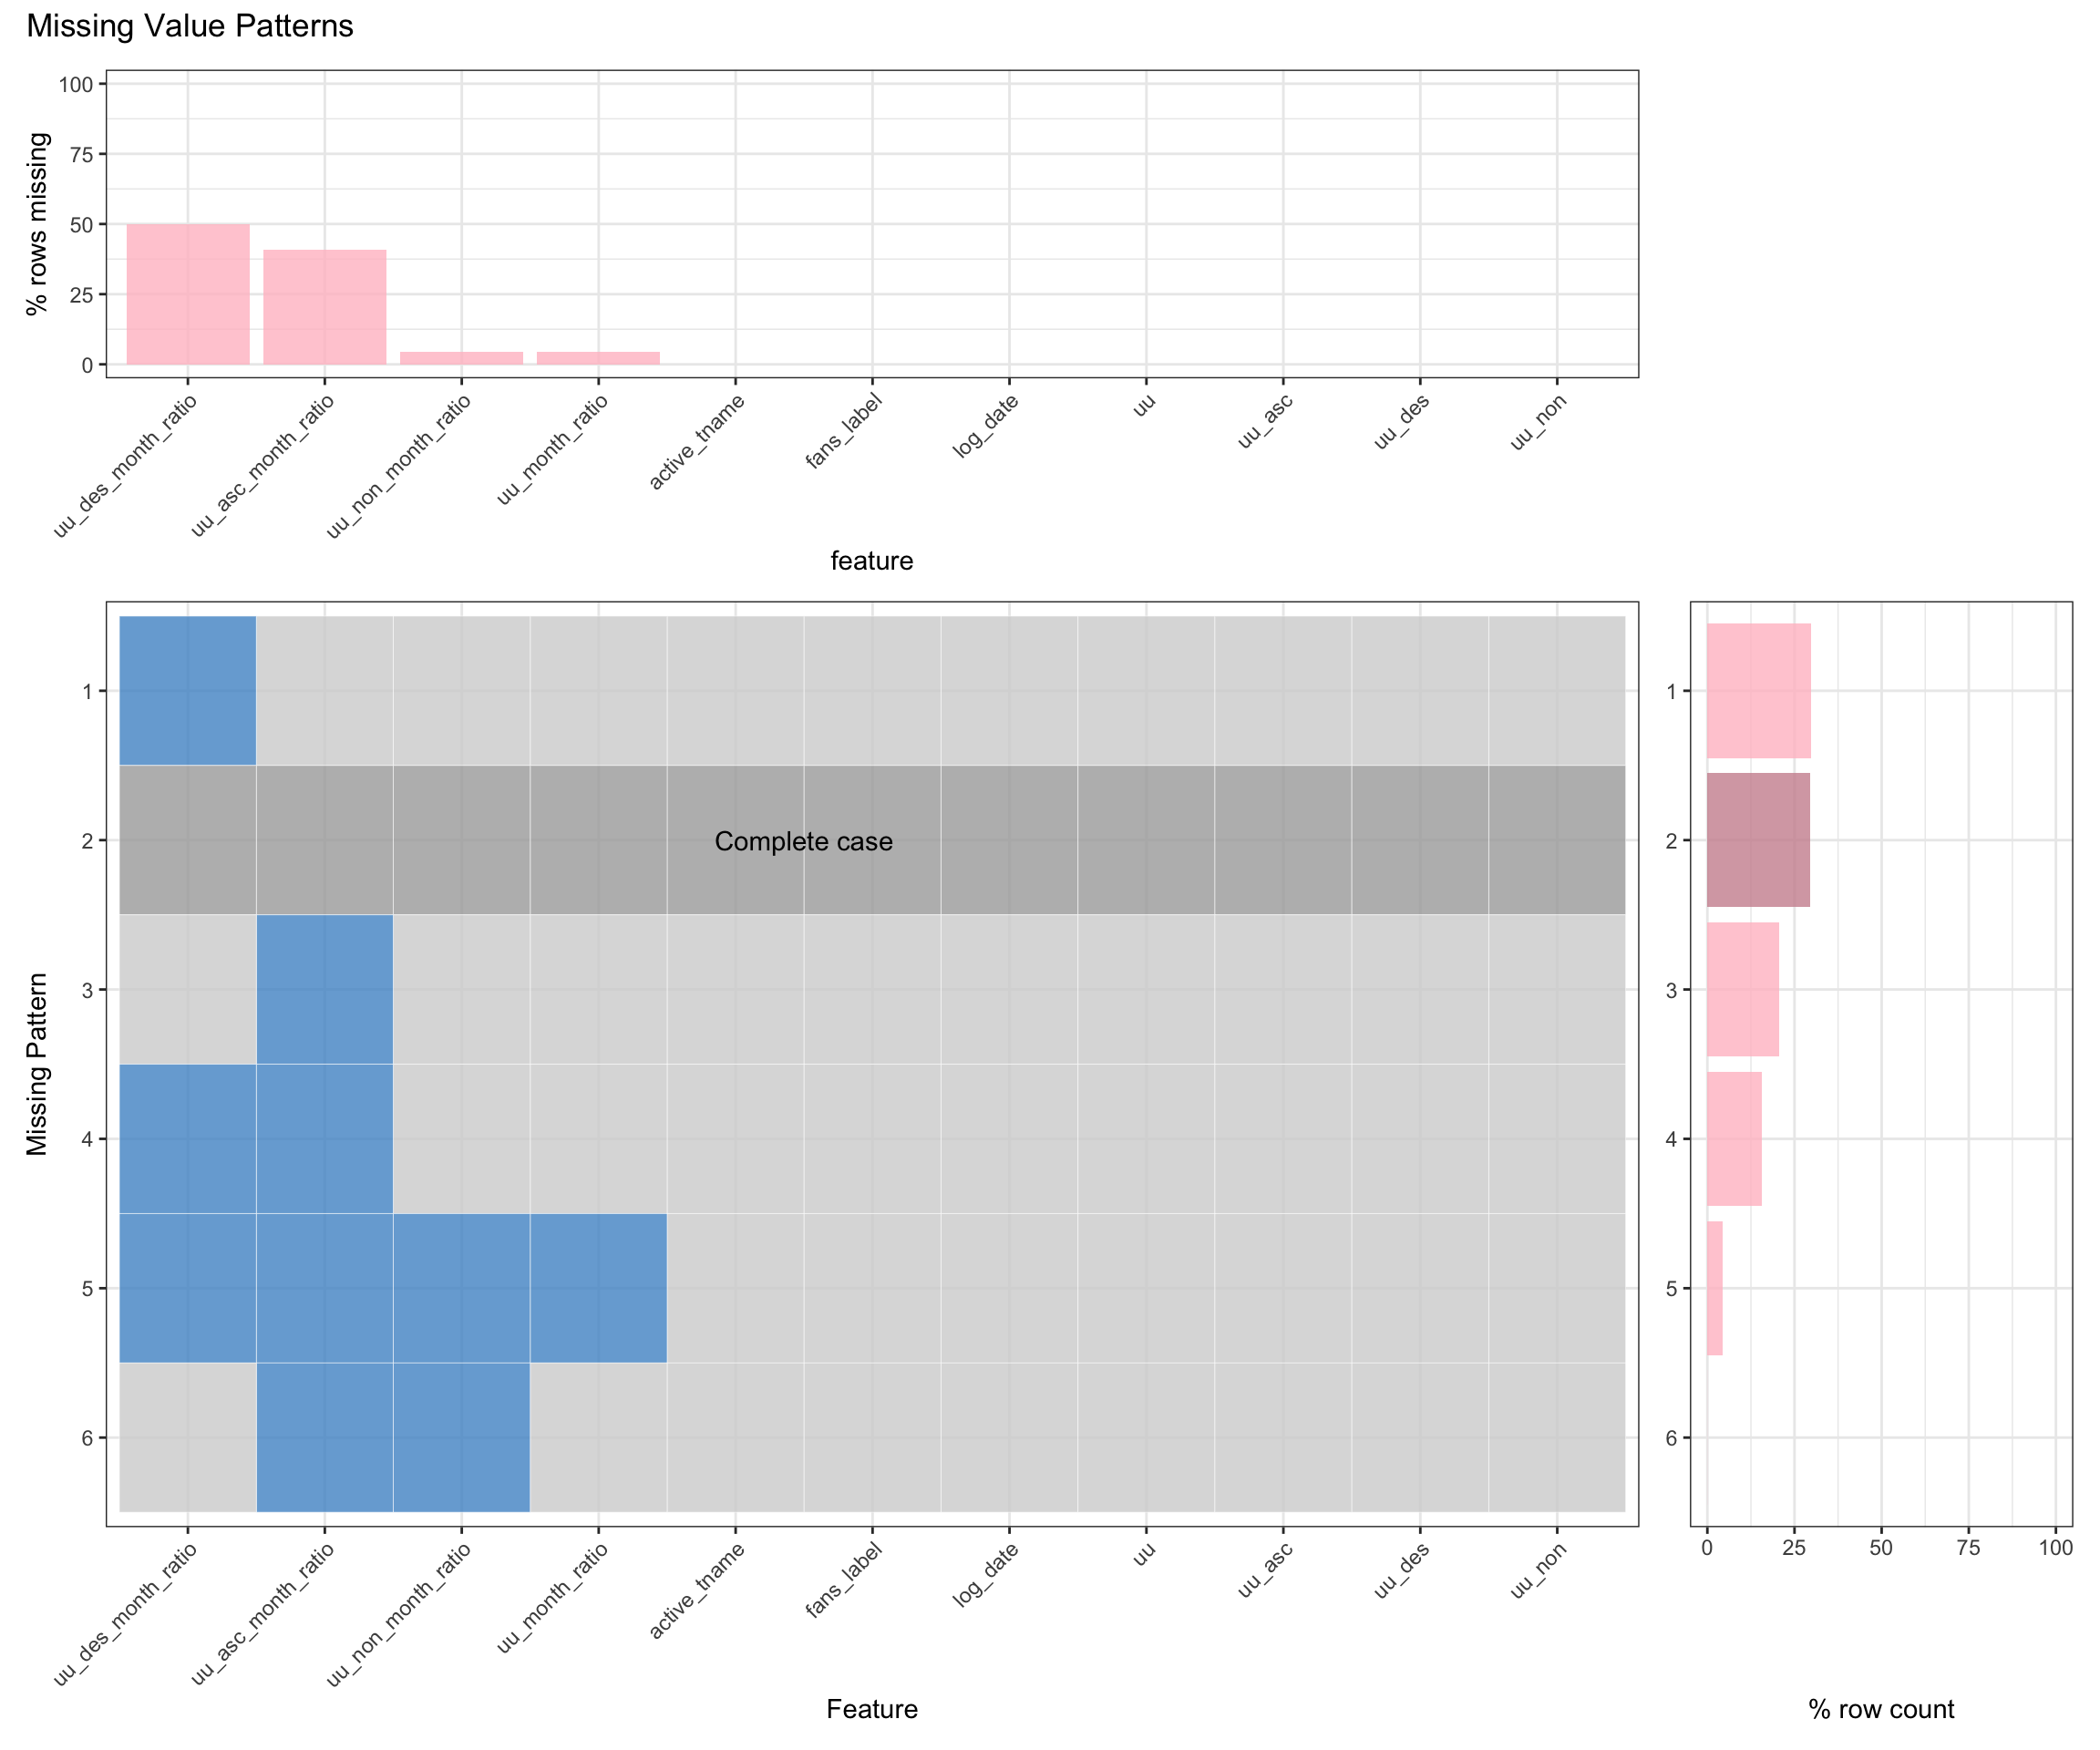 Missing Value Patterns
% rows missing
100
75
50
25
0
uu_des_month_ratio
uu_asc_month_ratio
uu_non_month_ratio
uu_month_ratio
active_tname
fans_label
log_date
uu
uu_asc
uu_des
uu_non
feature
Missing Pattern
1
2
3
4
5
6
Complete case
uu_des_month_ratio
uu_asc_month_ratio
uu_non_month_ratio
uu_month_ratio
active_tname
fans_label
log_date
uu
uu_asc
uu_des
uu_non
Feature
1
2
3
4
5
6
0
25
50
75
100
% row count